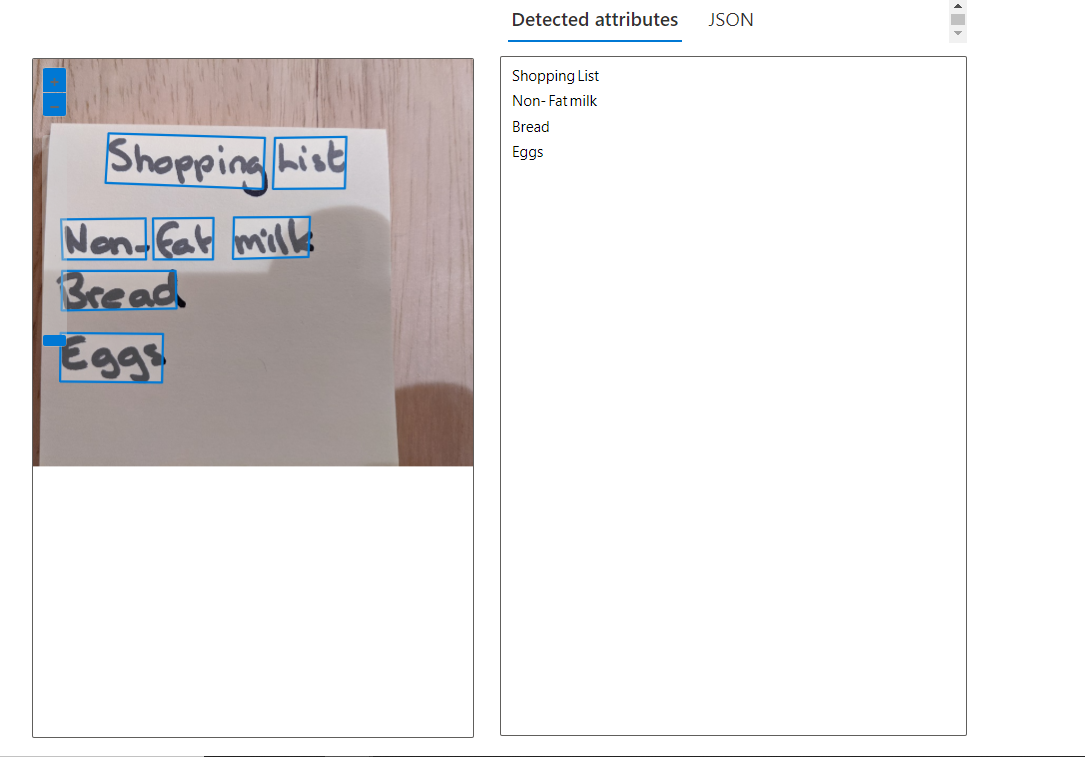 Detected attributes JSON
Shopping List
Non-Fat milk
Bread
Eggs
Shopping List
Non- Fat milk
Bread
Eggs